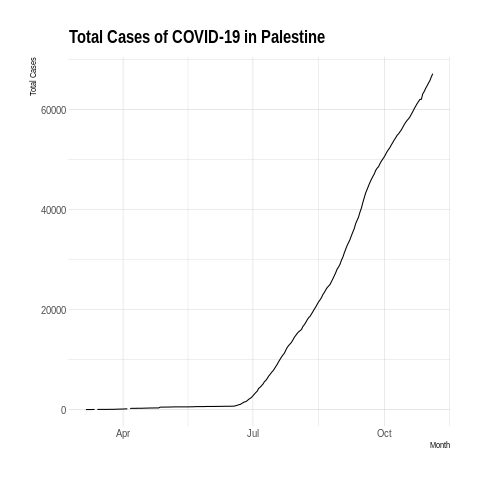 Total Cases of COVID-19 in Palestine
Total Cases
60000
40000
20000
0
Apr Jul Oct
Month